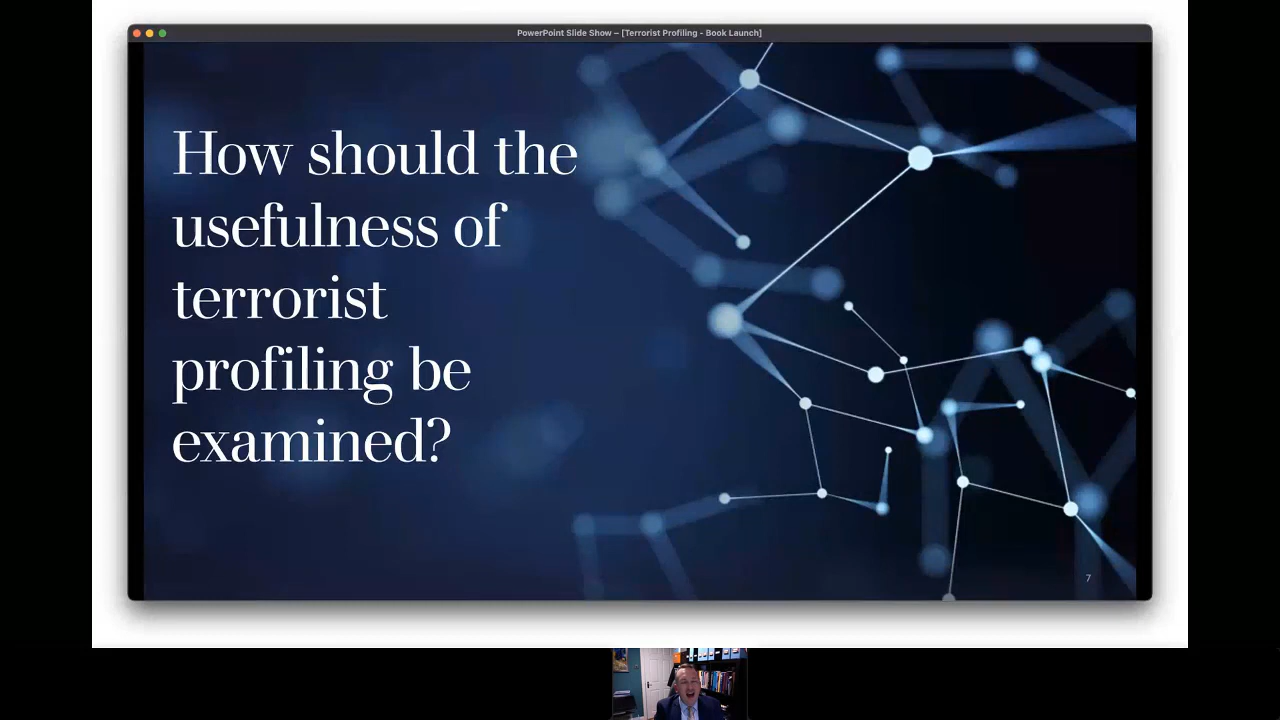 PowerPoint Slide Show – [Terrorist Profiling - Book Launch]
How should the
usefulness of
terrorist
profiling be
examined?
7